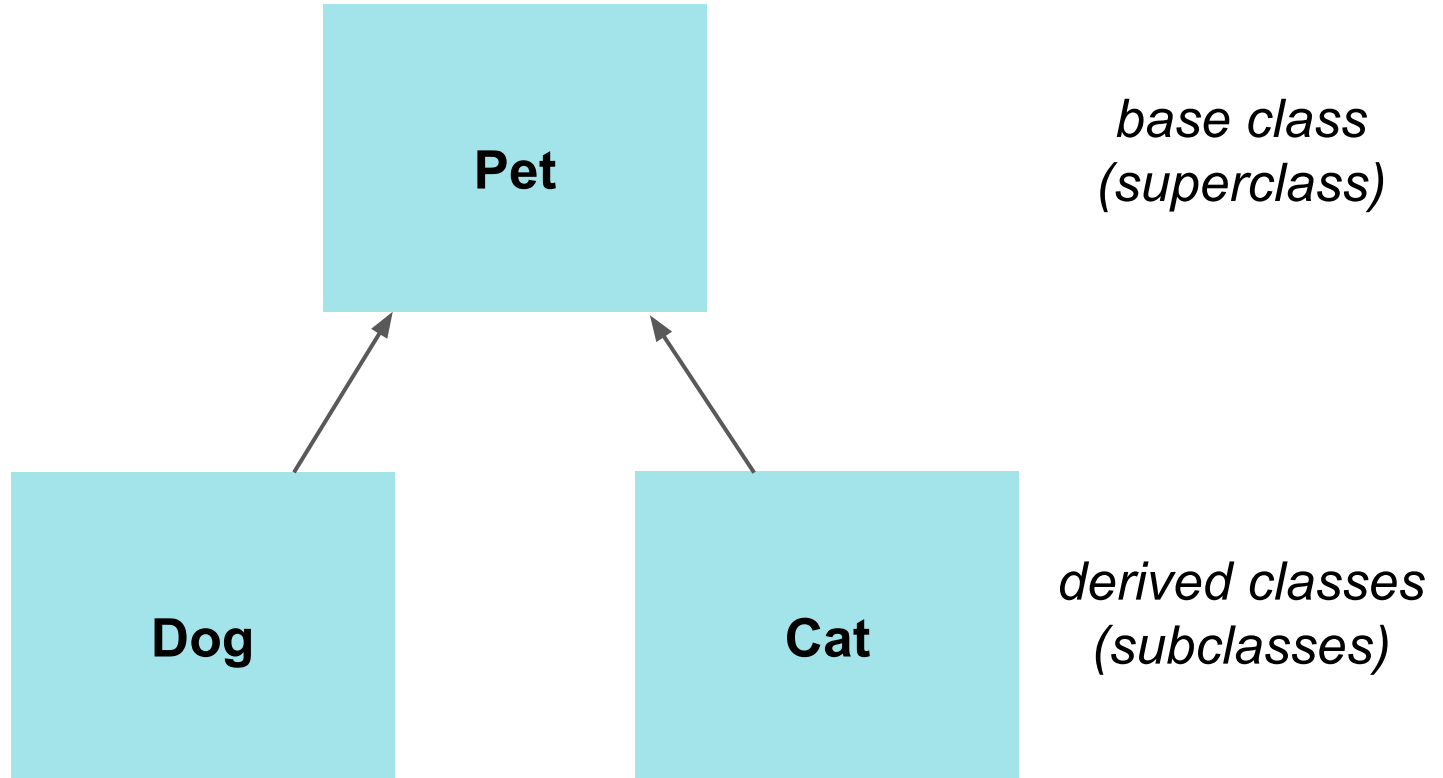 Pet
base class
(superclass)
Dog
Cat
derived classes
(subclasses)